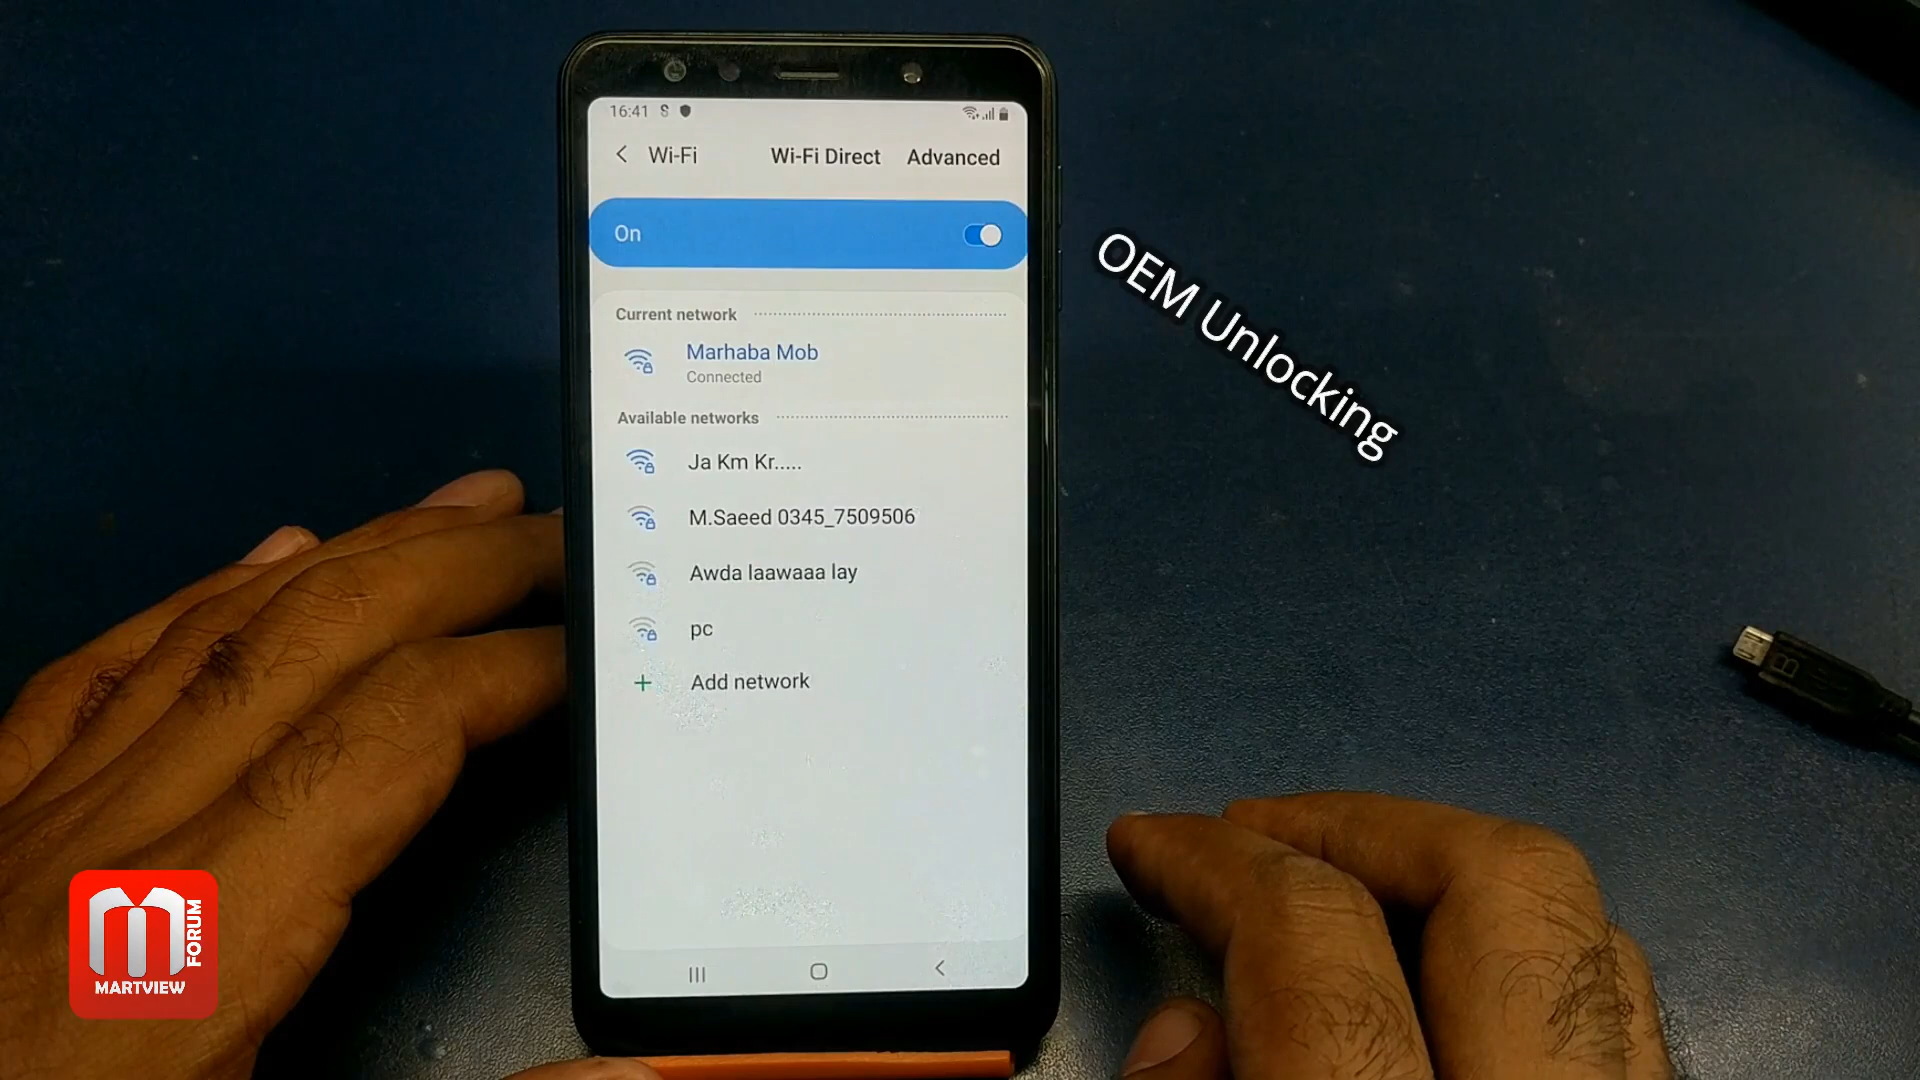 16:41
Wi-Fi
Wi-Fi Direct
Advanced
On
Current network
Marhaba Mob
Connected
Available networks
Ja Km Kr.....
M.Saeed 0345_7509506
Awda laawaaa lay
pc
Add network
OEM Unlocking
FORUM
MARTVIEW
B